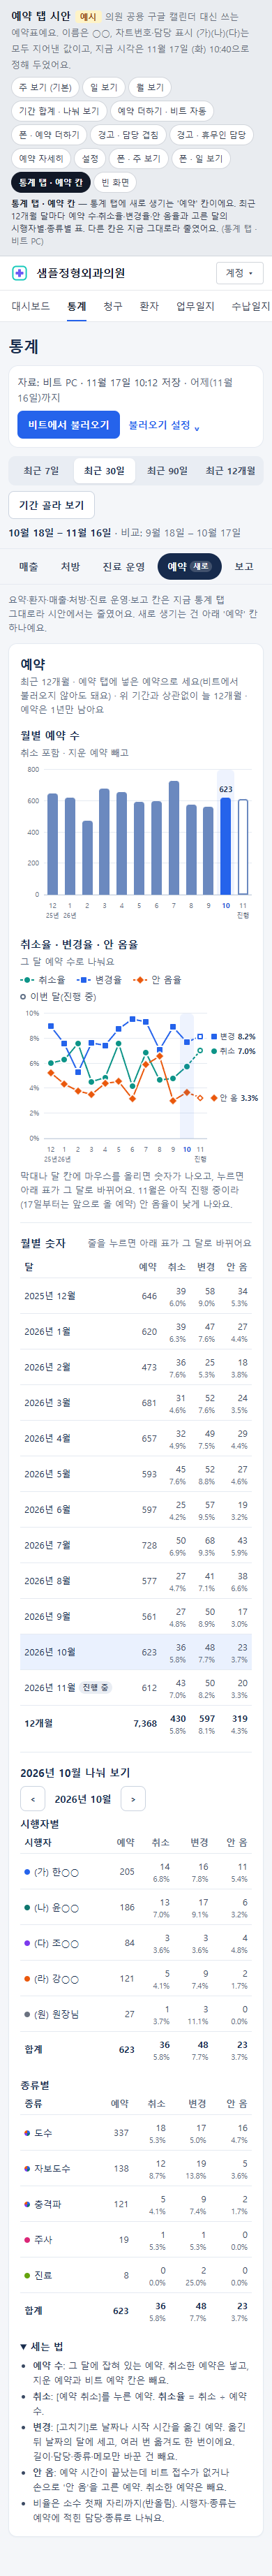 예약 탭 시안 예시 의원 공용 구글 캘린더 대신 쓰는
예약표예요. 이름은 ○○, 차트번호·담당 표시 (가)(나)(다)는
모두 지어낸 값이고, 지금 시각은 11월 17일 (화) 10:40으로
정해 두었어요.
주 보기 (기본) 일 보기 월 보기
기간 합계 · 나눠 보기 예약 더하기 · 비트 자동
폰 · 예약 더하기 경고 · 담당 겹침 경고 · 휴무인 담당
예약 자세히 설정 폰 · 주 보기 폰 · 일 보기
통계 탭 · 예약 칸 빈 화면
통계 탭 · 예약 칸 — 통계 탭에 새로 생기는 '예약' 칸이에요. 최근
12개월 달마다 예약 수·취소율·변경율·안 옴율과 고른 달의
시행자별·종류별 표. 다른 칸은 지금 그대로라 줄였어요. (통계 탭 ·
비트 PC)
샘플정형외과의원 계정
대시보드 통계 청구 환자 업무일지 수납일지
통계
자료: 비트 PC · 11월 17일 10:12 저장 · 어제(11월
16일)까지
비트에서 불러오기 불러오기 설정
최근 7일 최근 30일 최근 90일 최근 12개월
기간 골라 보기
10월 18일 – 11월 16일 · 비교: 9월 18일 – 10월 17일
매출 처방 진료 운영 예약 새로 보고
요약·환자·매출·처방·진료 운영·보고 칸은 지금 통계 탭
그대로라 시안에서는 줄였어요. 새로 생기는 건 아래 '예약' 칸
하나예요.
예약
최근 12개월 · 예약 탭에 넣은 예약으로 세요(비트에서
불러오지 않아도 돼요) · 위 기간과 상관없이 늘 12개월 ·
예약은 1년만 남아요
월별 예약 수
취소 포함 · 지운 예약 빼고
800
600
400
200
0
623
12 1 2 3 4 5 6 7 8 9 10 11
25년 26년 진행
취소율 · 변경율 · 안 옴율
그 달 예약 수로 나눠요
취소율 변경율 안 옴율
이번 달(진행 중)
10%
8%
6%
4%
2%
0%
변경 8.2%
취소 7.0%
안 옴 3.3%
12 1 2 3 4 5 6 7 8 9 10 11
25년26년 진행
막대나 달 칸에 마우스를 올리면 숫자가 나오고, 누르면
아래 표가 그 달로 바뀌어요. 11월은 아직 진행 중이라
(17일부터는 앞으로 올 예약) 안 옴율이 낮게 나와요.
월별 숫자 줄을 누르면 아래 표가 그 달로 바뀌어요
달 예약 취소 변경 안 옴
2025년 12월 646 39 58 34
6.0% 9.0% 5.3%
2026년 1월 620 39 47 27
6.3% 7.6% 4.4%
2026년 2월 473 36 25 18
7.6% 5.3% 3.8%
2026년 3월 681 31 52 24
4.6% 7.6% 3.5%
2026년 4월 657 32 49 29
4.9% 7.5% 4.4%
2026년 5월 593 45 52 27
7.6% 8.8% 4.6%
2026년 6월 597 25 57 19
4.2% 9.5% 3.2%
2026년 7월 728 50 68 43
6.9% 9.3% 5.9%
2026년 8월 577 27 41 38
4.7% 7.1% 6.6%
2026년 9월 561 27 50 17
4.8% 8.9% 3.0%
2026년 10월 623 36 48 23
5.8% 7.7% 3.7%
2026년 11월 진행 중 612 43 50 20
7.0% 8.2% 3.3%
12개월 7,368 430 597 319
5.8% 8.1% 4.3%
2026년 10월 나눠 보기
‹ 2026년 10월 ›
시행자별
시행자 예약 취소 변경 안 옴
(가) 한○○ 205 14 16 11
6.8% 7.8% 5.4%
(나) 윤○○ 186 13 17 6
7.0% 9.1% 3.2%
(다) 조○○ 84 3 3 4
3.6% 3.6% 4.8%
(라) 강○○ 121 5 9 2
4.1% 7.4% 1.7%
(원) 원장님 27 1 3 0
3.7% 11.1% 0.0%
합계 623 36 48 23
5.8% 7.7% 3.7%
종류별
종류 예약 취소 변경 안 옴
도수 337 18 17 16
5.3% 5.0% 4.7%
자보도수 138 12 19 5
8.7% 13.8% 3.6%
충격파 121 5 9 2
4.1% 7.4% 1.7%
주사 19 1 1 0
5.3% 5.3% 0.0%
진료 8 0 2 0
0.0% 25.0% 0.0%
합계 623 36 48 23
5.8% 7.7% 3.7%
▼ 세는 법
• 예약 수: 그 달에 잡혀 있는 예약. 취소한 예약은 넣고,
지운 예약과 비트 예약 칸은 빼요.
• 취소: [예약 취소]를 누른 예약. 취소율 = 취소 ÷ 예약
수.
• 변경: [고치기]로 날짜나 시작 시간을 옮긴 예약. 옮긴
뒤 날짜의 달에 세고, 여러 번 옮겨도 한 번이에요.
길이·담당·종류·메모만 바꾼 건 빼요.
• 안 옴: 예약 시간이 끝났는데 비트 접수가 없거나
손으로 '안 옴'을 고른 예약. 취소한 예약은 빼요.
• 비율은 소수 첫째 자리까지(반올림). 시행자·종류는
예약에 적힌 담당·종류로 나눠요.